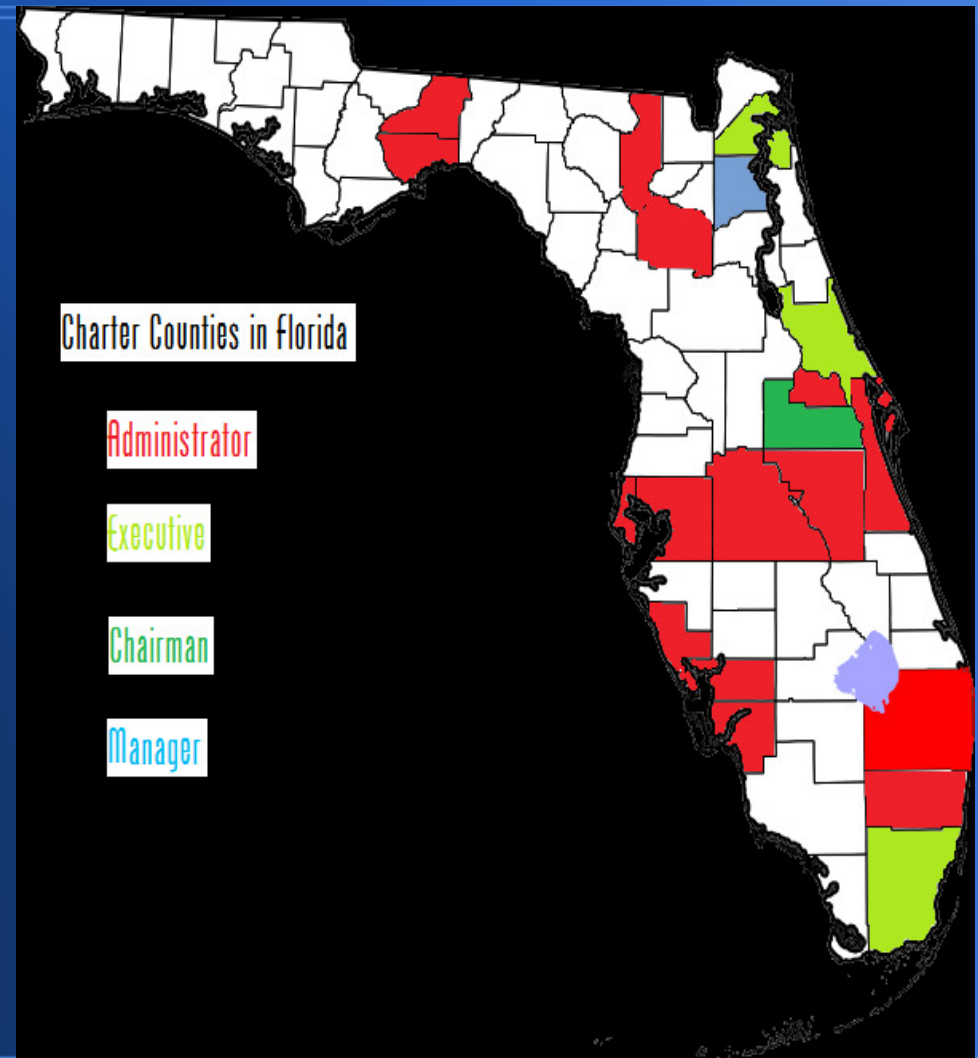 Charter Counties in Florida
Administrator
Executive
Chairman
Manager